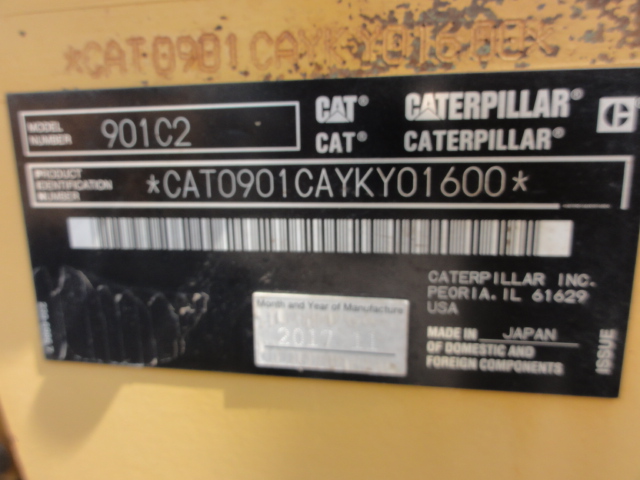 *CAT0901CAYKY01600*
MODEL NUMBER 901C2
CAT® CATERPILLAR® C
CAT® CATERPILLAR®
PRODUCT IDENTIFICATION NUMBER *CAT0901CAYKY01600*
CATERPILLAR INC.
PEORIA. IL 61629
USA
Month and Year of Manufacture
2017 11
MADE IN JAPAN
OF DOMESTIC AND
FOREIGN COMPONENTS
ISSUE